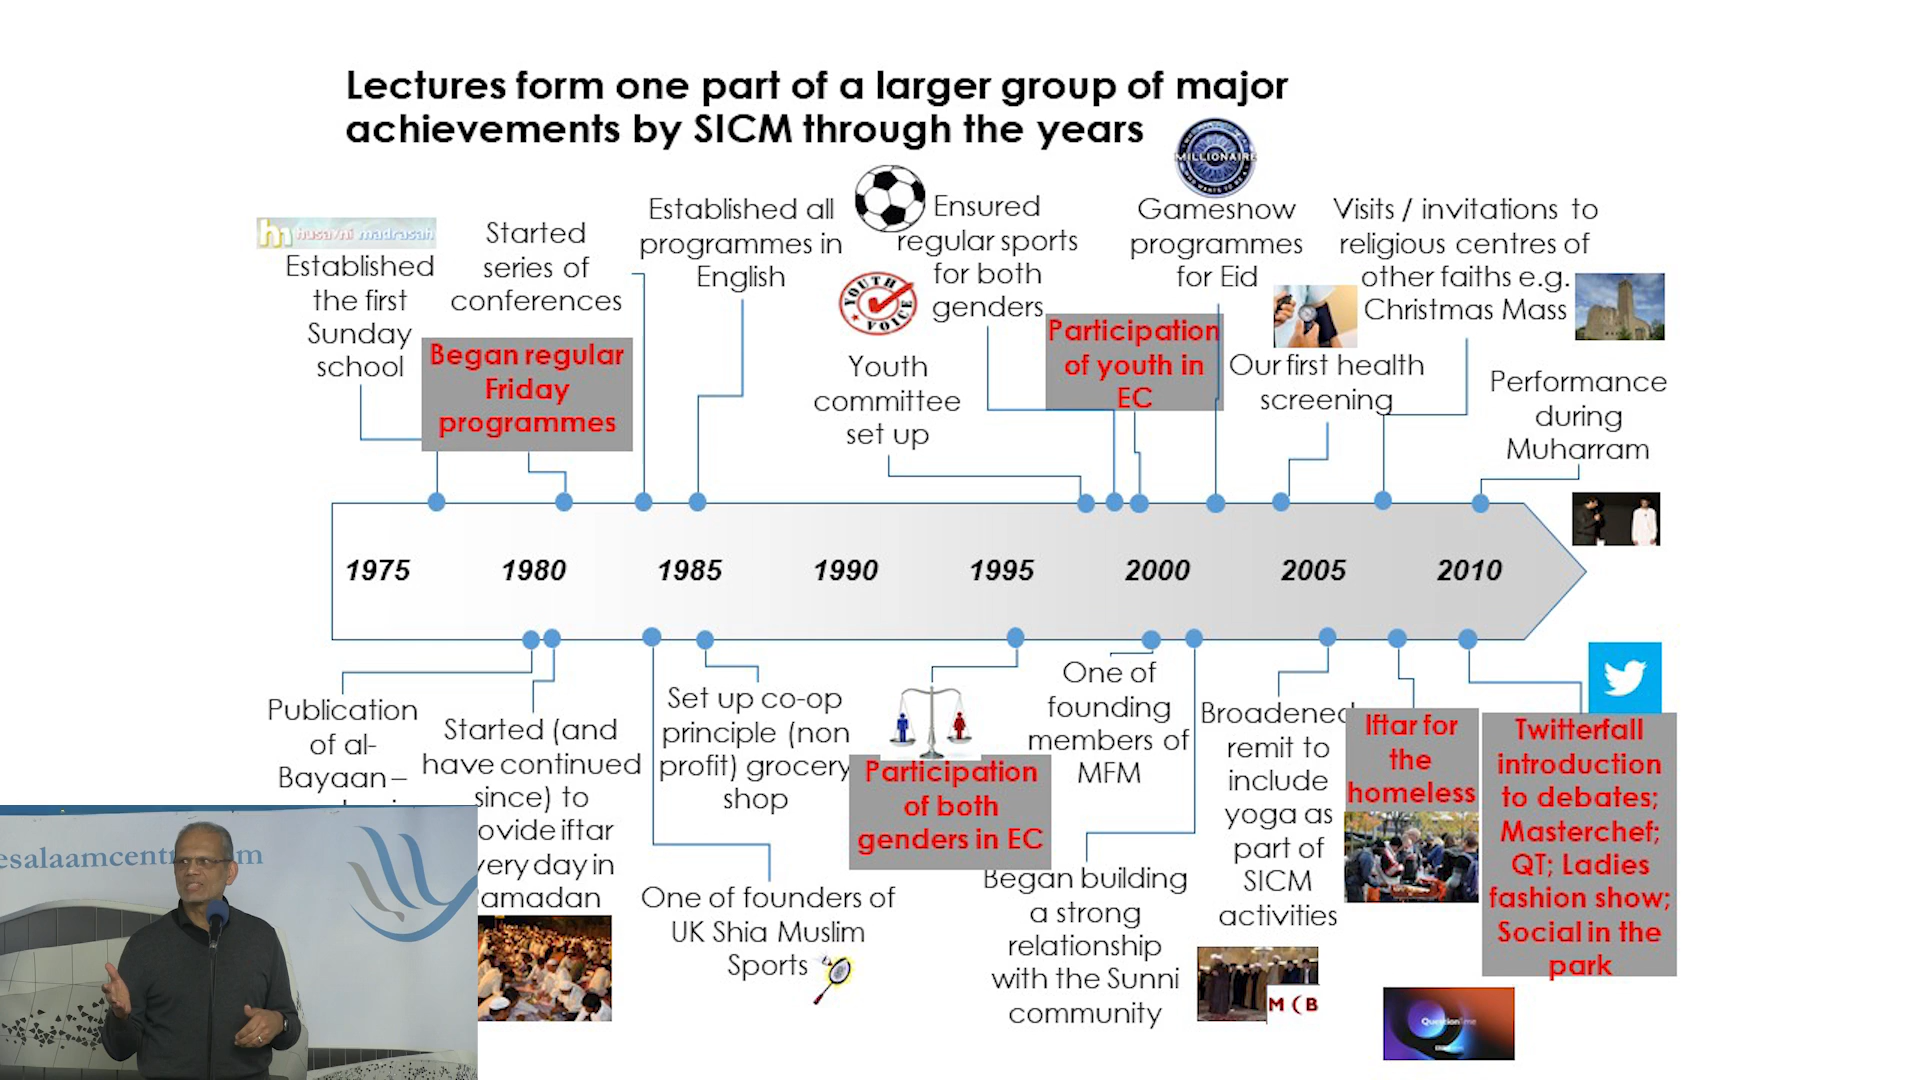 Lectures form one part of a larger group of major
achievements by SICM through the years
husayni madrasah
Established
the first
Sunday
school
Began regular
Friday
programmes
Started
series of
conferences
Established all
programmes in
English
YOUTH
VOICE
Youth
committee
set up
Ensured
regular sports
for both
genders
Participation
of youth in
EC
MILLIONAIRE
Gameshow
programmes
for Eid
Our first health
screening
Visits / invitations to
religious centres of
other faiths e.g.
Christmas Mass
Performance
during
Muharram
1975 1980 1985 1990 1995 2000 2005 2010
Publication
of al-
Bayaan –
Started (and
have continued
since) to
ovide iftar
very day in
amadan
One of founders of
UK Shia Muslim
Sports
Set up co-op
principle (non
profit) grocery
shop
Participation
of both
genders in EC
One of
founding
members of
MFM
Began building
a strong
relationship
with the Sunni
community
Broadened
remit to
include
yoga as
part of
SICM
activities
M C B
Iftar for
the
homeless
Twitterfall
introduction
to debates;
Masterchef;
QT; Ladies
fashion show;
Social in the
park
QuestionTime
esalaamcent
m